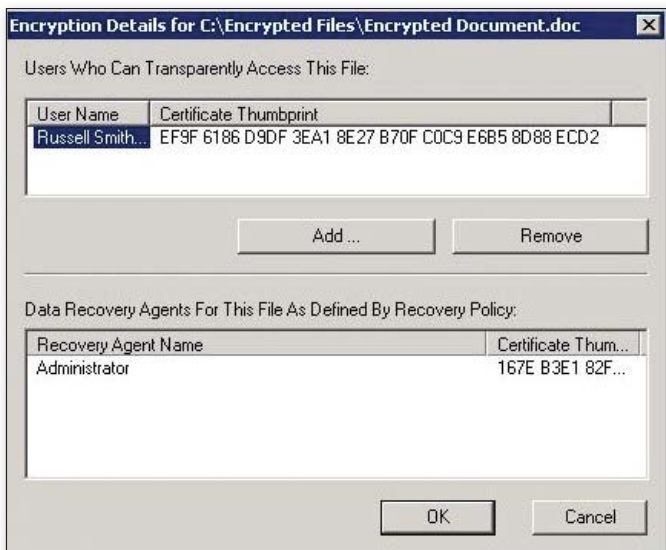 Encryption Details for C:\Encrypted Files\Encrypted Document.doc
Users Who Can Transparently Access This File:
User Name Certificate Thumbprint
Russell Smith... EF9F 6186 D9DF 3EA1 8E27 B70F C0C9 E6B5 8D88 ECD2
Add ... Remove
Data Recovery Agents For This File As Defined By Recovery Policy:
Recovery Agent Name Certificate Thum...
Administrator 167E B3E1 82F...
OK Cancel